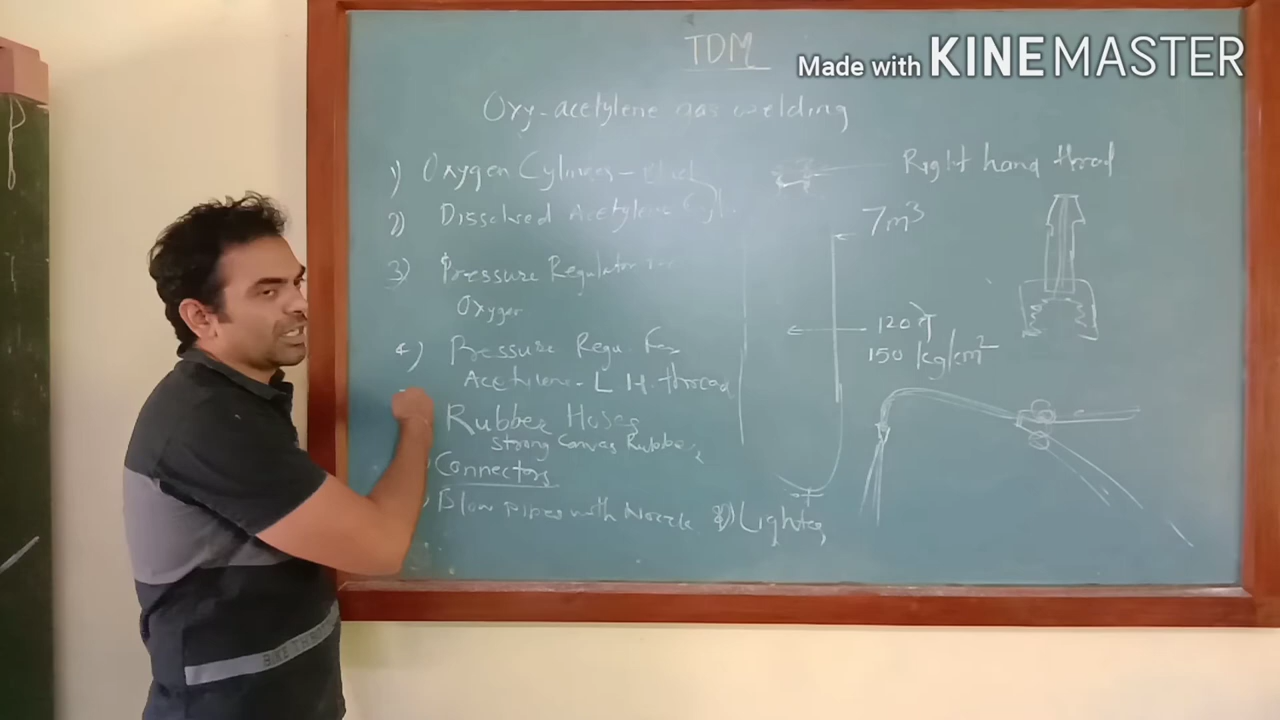 TDM
Made with KINEMASTER
Oxy-acetylene gas welding
1) Oxygen Cylinder - Black
Right hand thread
2) Dissolved Acetylene
7m³
3) Pressure Regulator for
Oxygen
120
150 kg/cm²
4) Pressure Regu. For
Acetylene - L.H. thread
Rubber Hoses
strong Canvas Rubber
Connectors
Blow pipes with Nozzle 8) Lighter
BIKE